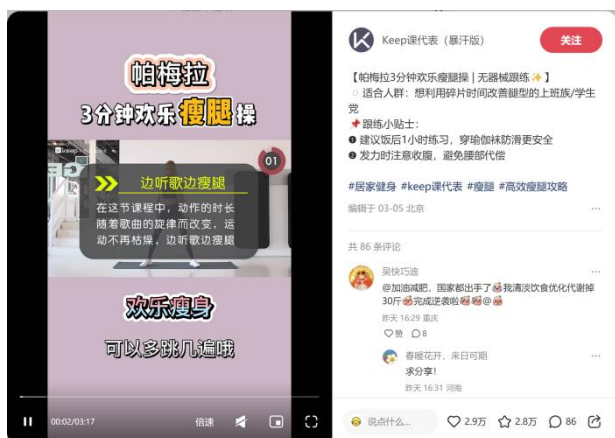 帕梅拉
3分钟欢乐瘦腿操
keep
01
边听歌边瘦腿
在这节课程中，动作的时长
随着歌曲的旋律而改变，运
动不再枯燥，边听歌边瘦腿
欢乐瘦身
可以多跳几遍哦
00:02/03:17
倍速
Keep课代表（暴汗版）
关注
【帕梅拉3分钟欢乐瘦腿操 | 无器械跟练✨】
适合人群：想利用碎片时间改善腿型的上班族/学生
党
📌跟练小贴士：
❶ 建议饭后1小时练习，穿瑜伽袜防滑更安全
❷ 发力时注意收腹，避免腰部代偿
#居家健身 #keep课代表 #瘦腿 #高效瘦腿攻略
编辑于 03-05 北京
共 86 条评论
吴快巧迪
@加油减肥，国家都出手了我清淡饮食优化代谢掉
30斤完成逆袭啦@
昨天 16:29 重庆
赞 8
春暖花开，来日可期
求分享！
昨天 16:31 河南
说点什么...
2.9万
2.8万
86